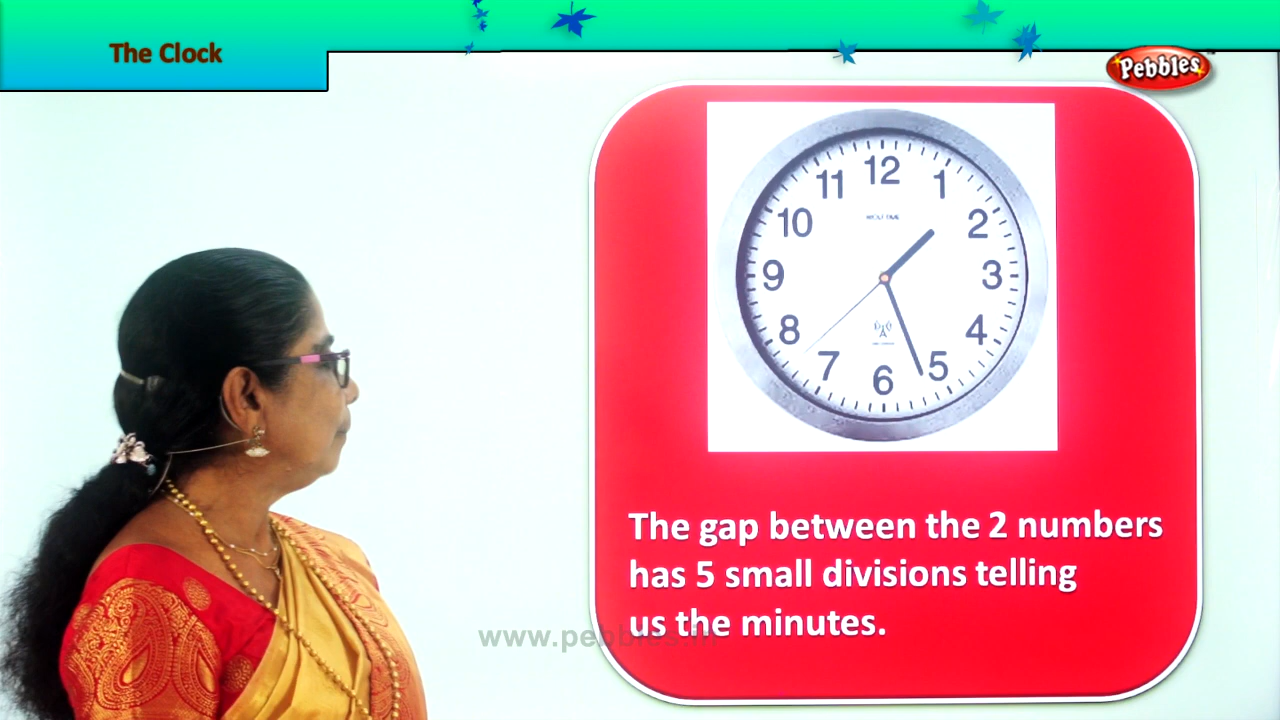 The Clock
Pebbles
12
11
1
10
2
9
3
8
4
7
5
6
The gap between the 2 numbers
has 5 small divisions telling
us the minutes.
www.pebbles.in